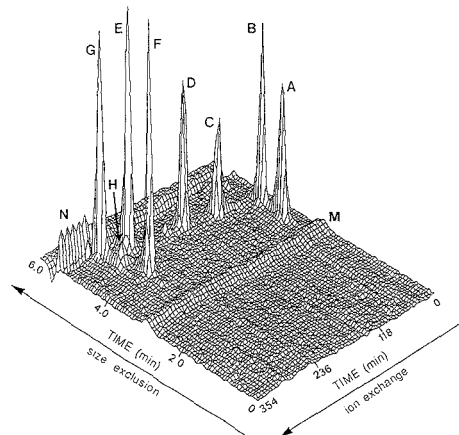 E
B
G
F
A
D
C
H
N
M
6.0
4.0
2.0
0
TIME (min)
size exclusion
354
236
118
0
TIME (min)
ion exchange